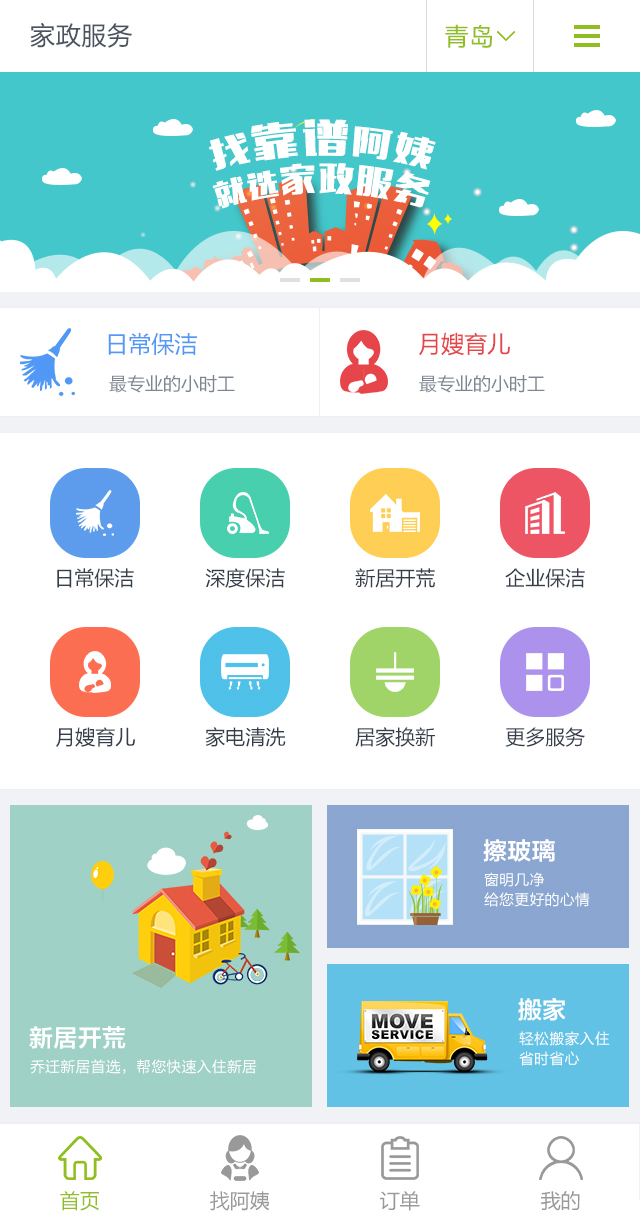 家政服务
青岛
找靠谱阿姨
就选家政服务
日常保洁
最专业的小时工
月嫂育儿
最专业的小时工
日常保洁
深度保洁
新居开荒
企业保洁
月嫂育儿
家电清洗
居家换新
更多服务
新居开荒
乔迁新居首选，帮您快速入住新居
擦玻璃
窗明几净
给您更好的心情
MOVE
SERVICE
搬家
轻松搬家入住
省时省心
首页
找阿姨
订单
我的